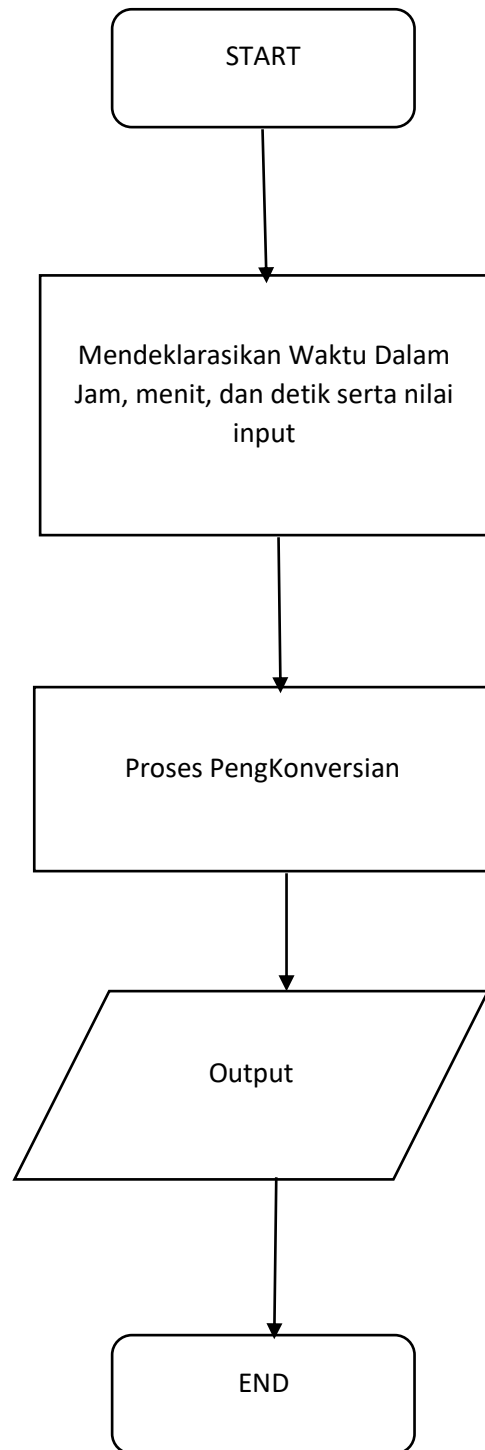 START
Mendeklarasikan Waktu Dalam
Jam, menit, dan detik serta nilai
input
Proses PengKonversian
Output
END